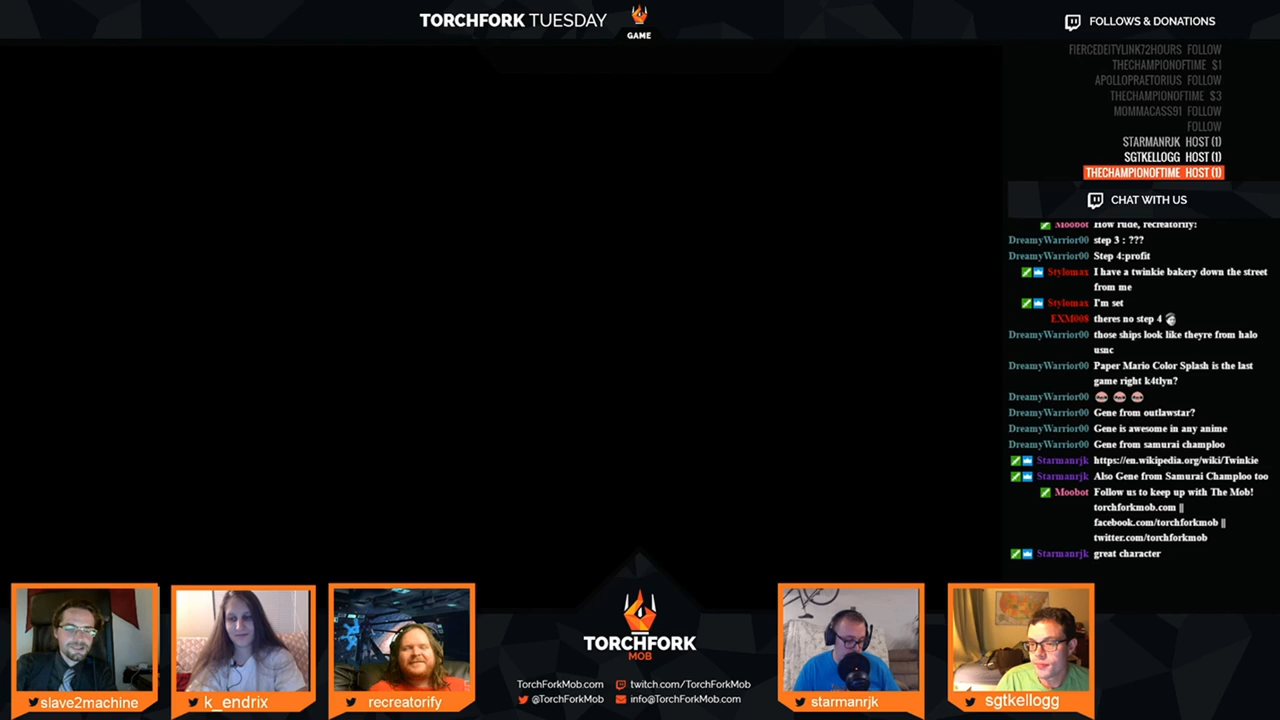 TORCHFORK TUESDAY
GAME
FOLLOWS & DONATIONS
FIERCEDEITYLINK72HOURS FOLLOW
THECHAMPIONOFTIME $1
APOLLOPRAETORIUS FOLLOW
THECHAMPIONOFTIME $3
MOMMACASS91 FOLLOW
FOLLOW
STARMANRJK HOST (1)
SGTKELLOGG HOST (1)
THECHAMPIONOFTIME HOST (1)
CHAT WITH US
Moobot How rude, recreatorify!
DreamyWarrior00 step 3 : ???
DreamyWarrior00 Step 4:profit
Stylomax I have a twinkie bakery down the street
from me
Stylomax I'm set
EXM008 theres no step 4
DreamyWarrior00 those ships look like theyre from halo
usnc
DreamyWarrior00 Paper Mario Color Splash is the last
game right k4tlyn?
DreamyWarrior00
DreamyWarrior00 Gene from outlawstar?
DreamyWarrior00 Gene is awesome in any anime
DreamyWarrior00 Gene from samurai champloo
Starmanrjk https://en.wikipedia.org/wiki/Twinkie
Starmanrjk Also Gene from Samurai Champloo too
Moobot Follow us to keep up with The Mob!
torchforkmob.com ||
facebook.com/torchforkmob ||
twitter.com/torchforkmob
Starmanrjk great character
slave2machine
k_endrix
recreatorify
TORCHFORK
MOB
TorchForkMob.com twitch.com/TorchForkMob
@TorchForkMob info@TorchForkMob.com
starmanrjk
sgtkellogg